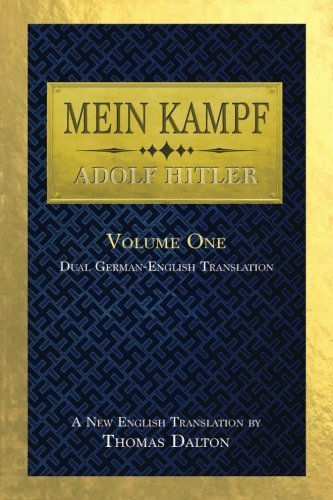 MEIN KAMPF
ADOLF HITLER
VOLUME ONE
DUAL GERMAN-ENGLISH TRANSLATION
A NEW ENGLISH TRANSLATION BY
THOMAS DALTON